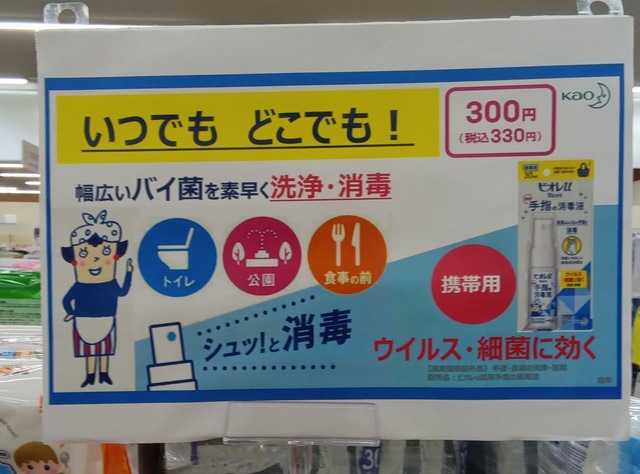 いつでも どこでも!
300円
(税込330円)
Kao
幅広いバイ菌を素早く洗浄・消毒
トイレ
公園
食事の前
携帯用
シュッ!と消毒
ウイルス・細菌に効く
ビオレu
手指の消毒液
30